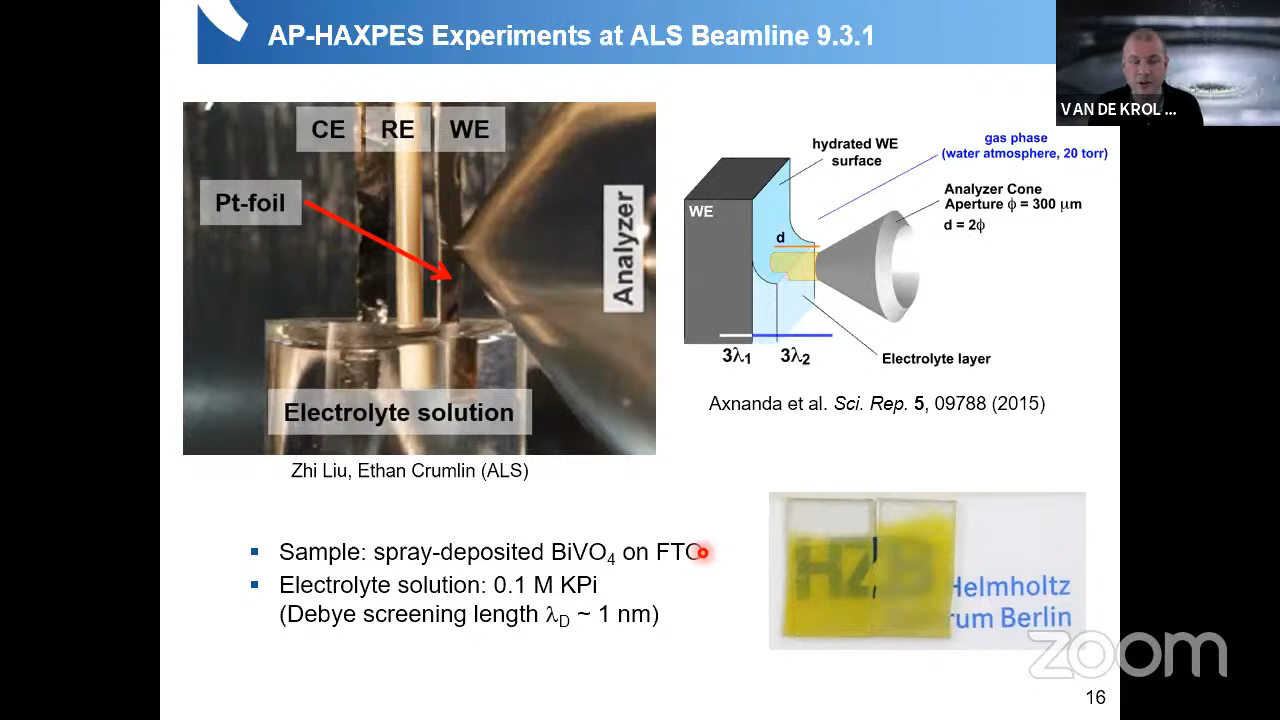 AP-HAXPES Experiments at ALS Beamline 9.3.1
VAN DE KROL ...
CE RE WE
Pt-foil
Analyzer
Electrolyte solution
Zhi Liu, Ethan Crumlin (ALS)
hydrated WE
surface
gas phase
(water atmosphere, 20 torr)
WE
Analyzer Cone
Aperture ϕ = 300 μm
d = 2ϕ
d
3λ1 3λ2
Electrolyte layer
Axnanda et al. Sci. Rep. 5, 09788 (2015)
▪ Sample: spray-deposited BiVO4 on FTO
▪ Electrolyte solution: 0.1 M KPi
(Debye screening length λD ~ 1 nm)
HZB
Helmholtz
rum Berlin
zoom
16